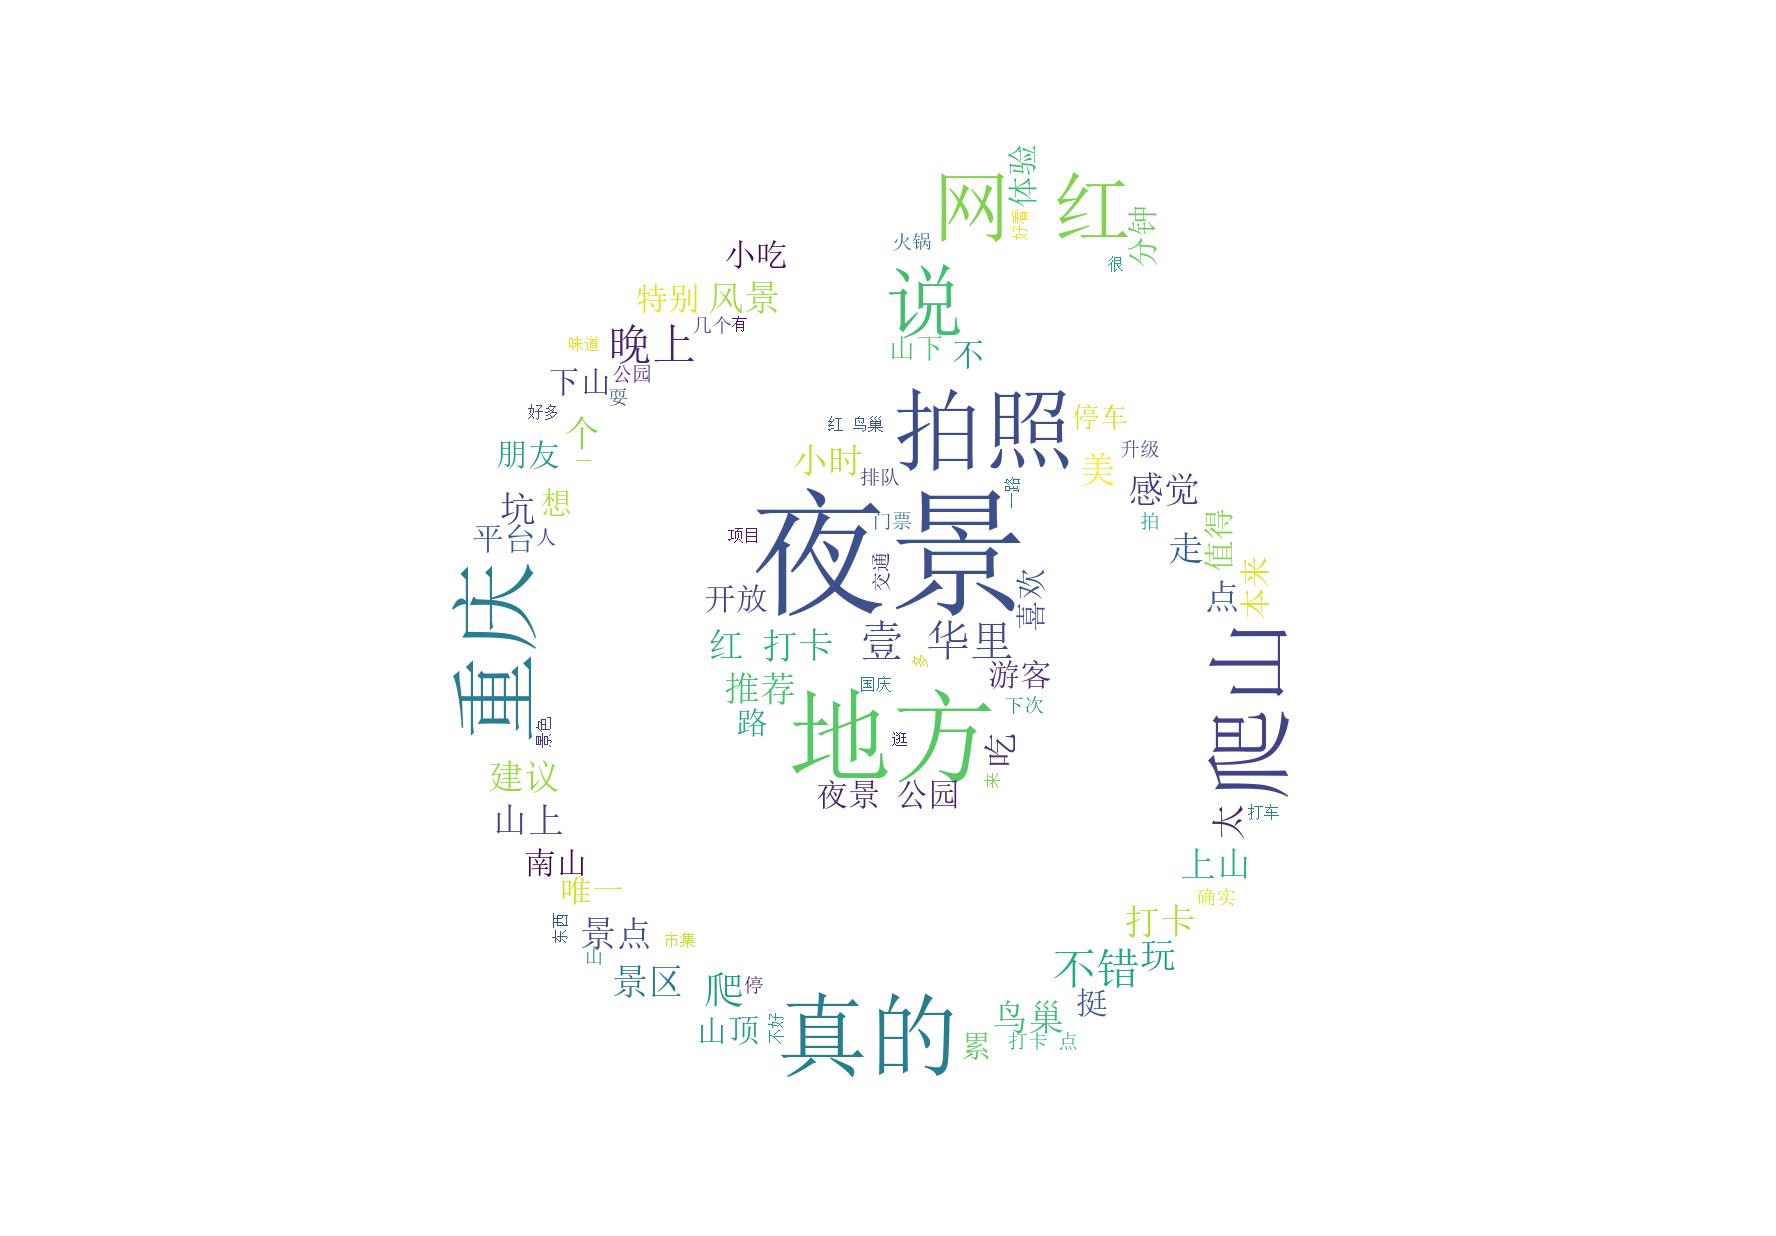 体验
网 红
好看
分钟
火锅
很
小吃
说
特别
风景
几个
有
味道
晚上
山下
不
下山
公园
耍
好多
拍照
停车
个
一
红 鸟巢
朋友
小时
排队
美
升级
感觉
坑
想
一路
夜景
门票
拍
平台
人
项目
走
值得
重庆
交通
开放
喜欢
点
本来
红 打卡
壹 华里
多
游客
爬山
推荐
国庆
下次
路
地方
逛
吃
景色
建议
来
夜景 公园
山上
太
打车
南山
上山
唯一
确实
东西
景点
市集
打卡
山
不错
玩
景区
爬
停
挺
真的
山顶
不好
鸟巢
累
打卡 点